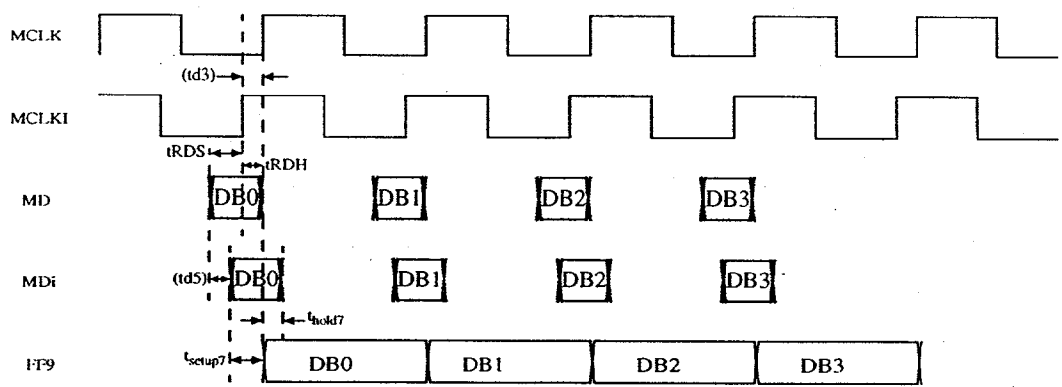 MCLK
(td3)
MCLKI
tRDS
tRDH
MD
DB0
DB1
DB2
DB3
MDi
DB0
DB1
DB2
DB3
(td5)
thold7
tsetup7
FF9
DB0
DB1
DB2
DB3